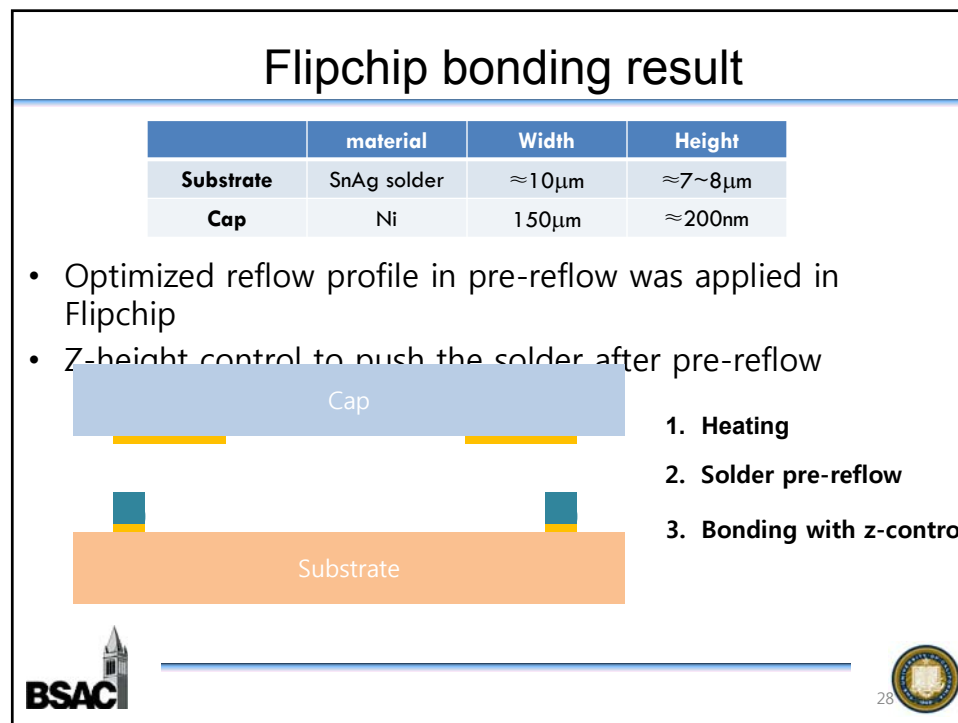 Flipchip bonding result
material Width Height
Substrate SnAg solder ≈10μm ≈7~8μm
Cap Ni 150μm ≈200nm
• Optimized reflow profile in pre-reflow was applied in
Flipchip
• Z-height control to push the solder after pre-reflow
Cap
1. Heating
2. Solder pre-reflow
3. Bonding with z-contro
Substrate
BSAC
28